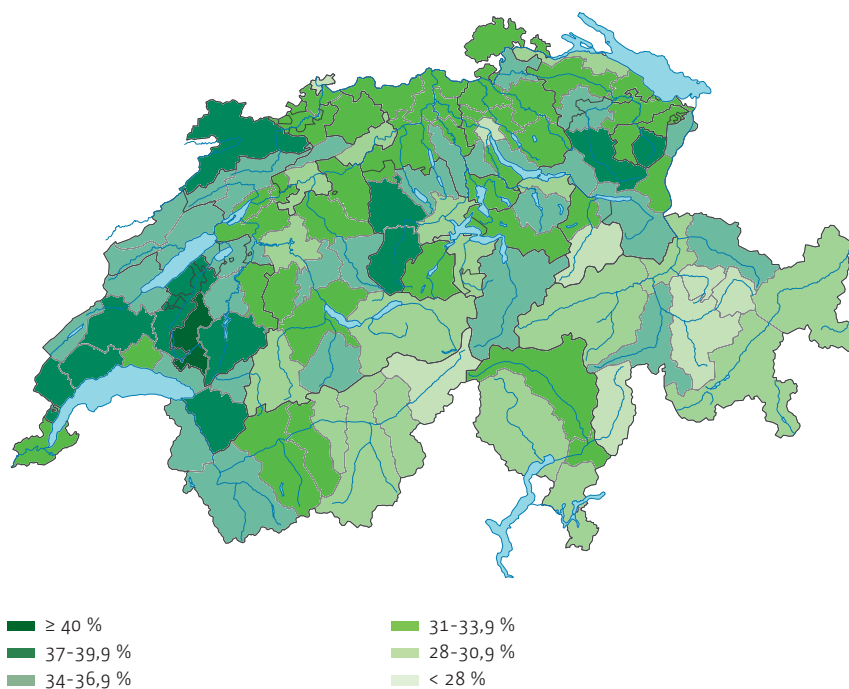 ≥ 40 %
37-39,9 %
34-36,9 %
31-33,9 %
28-30,9 %
< 28 %